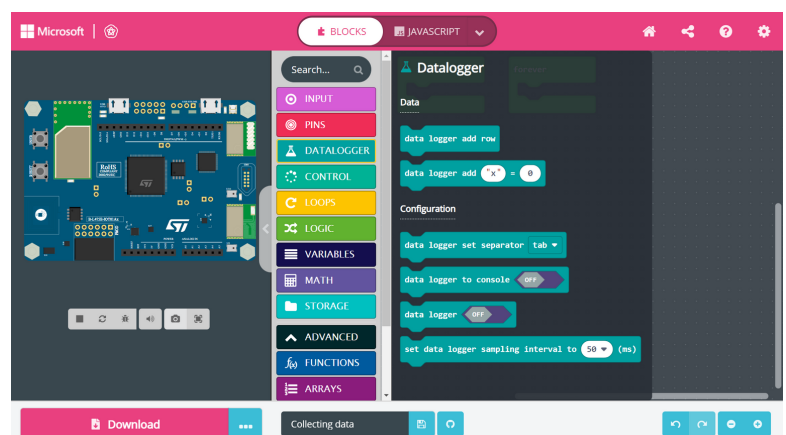 Microsoft
BLOCKS
JAVASCRIPT
Search...
INPUT
PINS
DATALOGGER
CONTROL
LOOPS
LOGIC
VARIABLES
MATH
STORAGE
ADVANCED
FUNCTIONS
ARRAYS
Datalogger
Data
data logger add row
data logger add "x" = 0
Configuration
data logger set separator tab
data logger to console OFF
data logger OFF
set data logger sampling interval to 50 (ms)
RoHS
B-L475E-IOT01A1
Download
...
Collecting data